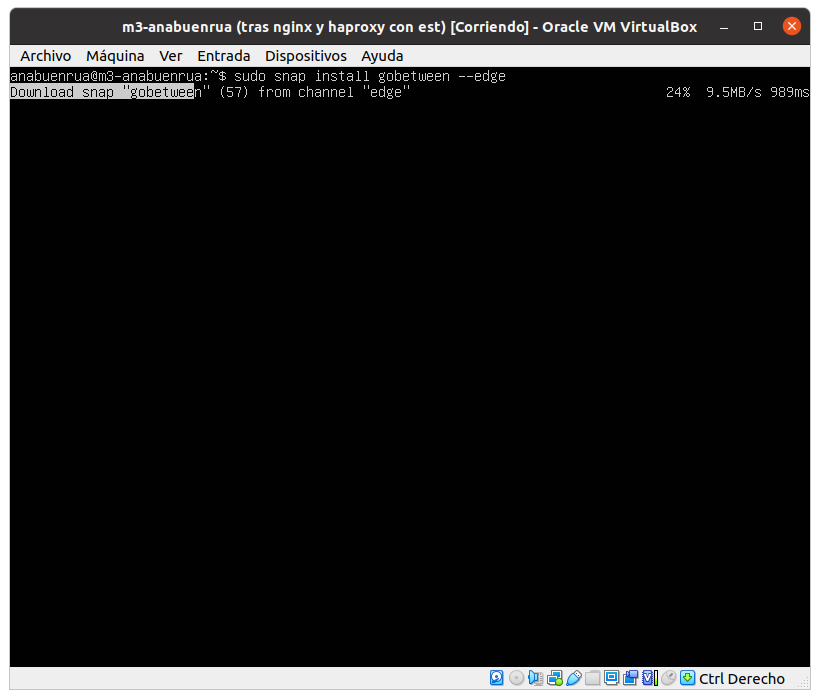 m3-anabuenrua (tras nginx y haproxy con est) [Corriendo] - Oracle VM VirtualBox
Archivo Máquina Ver Entrada Dispositivos Ayuda
anabuenrua@m3-anabuenrua:~$ sudo snap install gobetween --edge
Download snap "gobetween" (57) from channel "edge" 24% 9.5MB/s 989ms
Ctrl Derecho